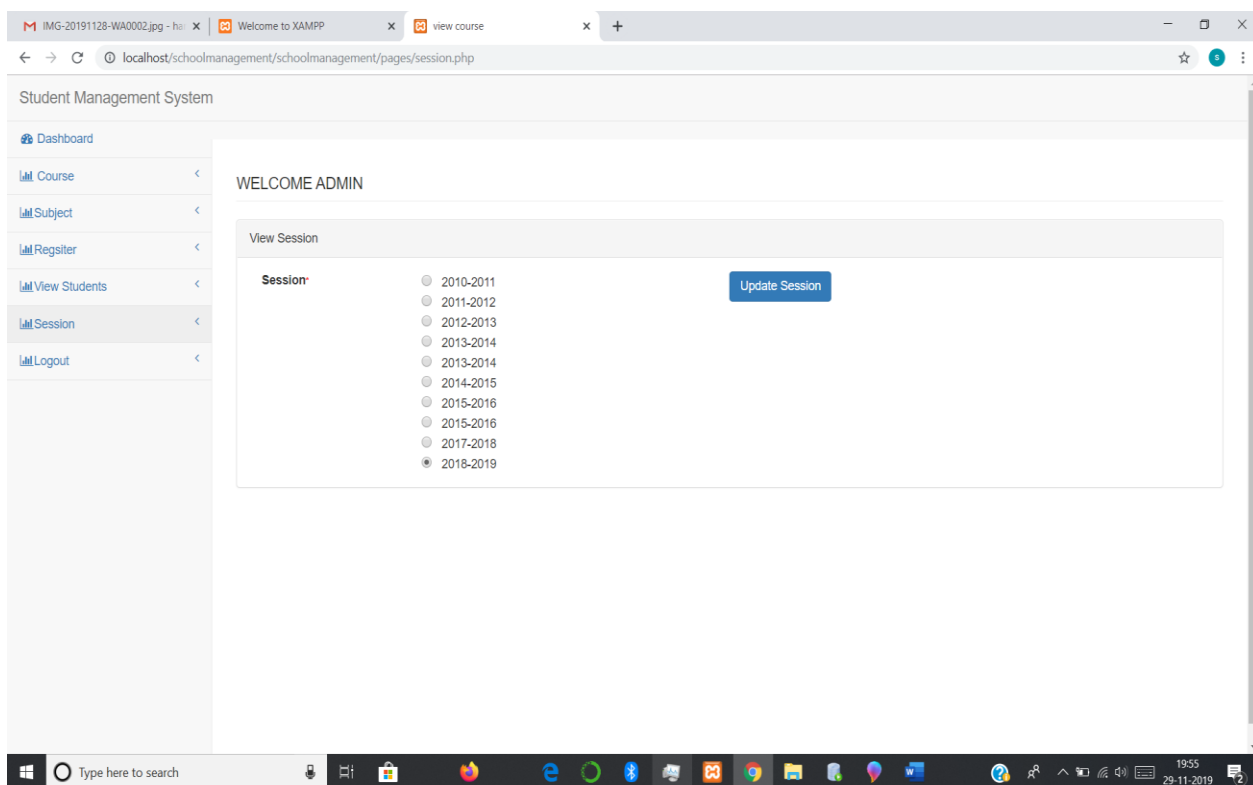 IMG-20191128-WA0002.jpg - ha
Welcome to XAMPP
view course
localhost/schoolmanagement/schoolmanagement/pages/session.php
s
Student Management System
Dashboard
Course
Subject
Regsiter
View Students
Session
Logout
WELCOME ADMIN
View Session
Session*
2010-2011
2011-2012
2012-2013
2013-2014
2013-2014
2014-2015
2015-2016
2015-2016
2017-2018
2018-2019
Update Session
Type here to search
19:55
29-11-2019
2